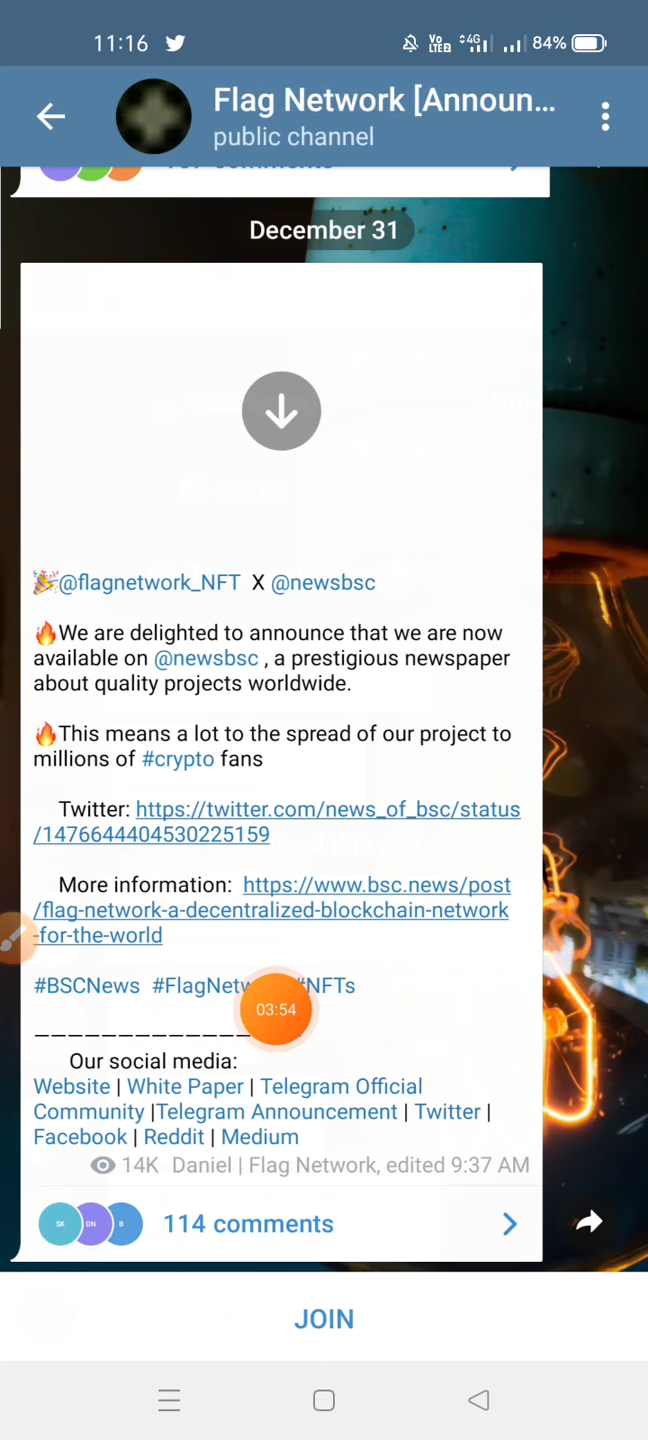 11:16
Vo LTE2 4G 84%
Flag Network [Announ...
public channel
comments
December 31
🎉@flagnetwork_NFT X @newsbsc
🔥We are delighted to announce that we are now
available on @newsbsc , a prestigious newspaper
about quality projects worldwide.
🔥This means a lot to the spread of our project to
millions of #crypto fans
Twitter: https://twitter.com/news_of_bsc/status
/1476644404530225159
More information: https://www.bsc.news/post
/flag-network-a-decentralized-blockchain-network
-for-the-world
#BSCNews #FlagNetw #NFTs
03:54
_____________
Our social media:
Website | White Paper | Telegram Official
Community |Telegram Announcement | Twitter |
Facebook | Reddit | Medium
14K Daniel | Flag Network, edited 9:37 AM
SK DN B 114 comments
JOIN